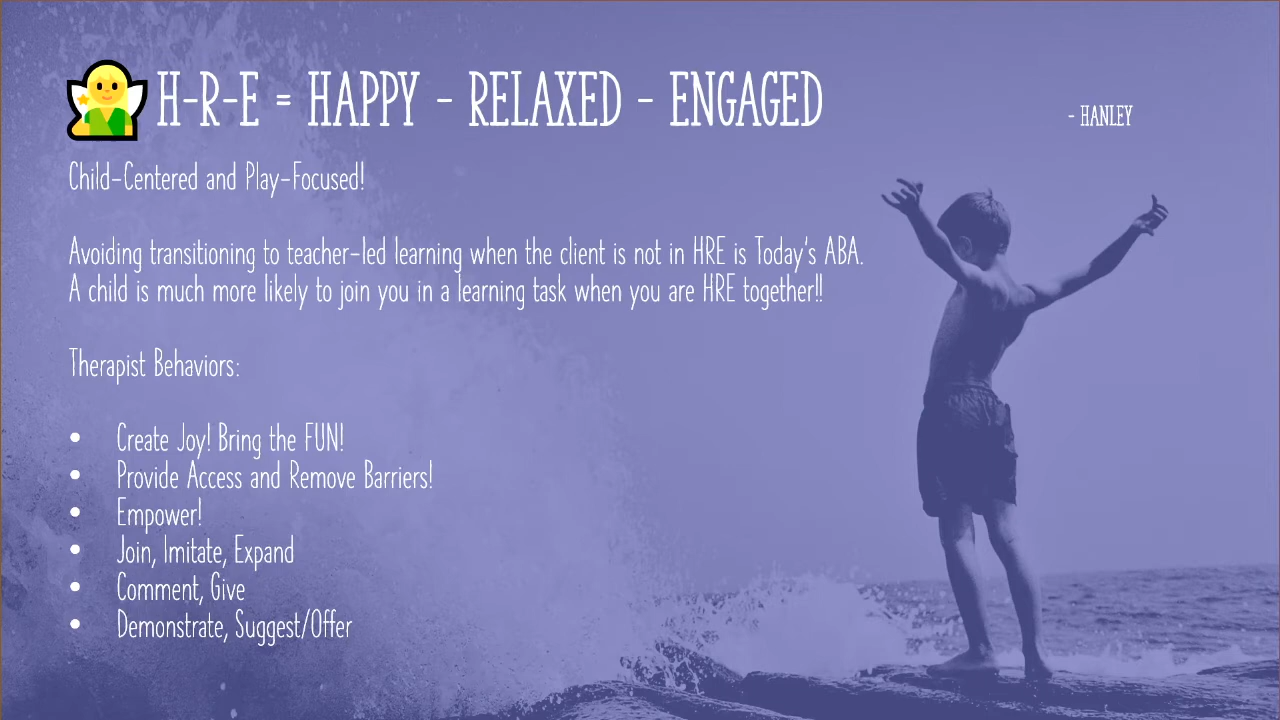 H-R-E = HAPPY - RELAXED - ENGAGED
- HANLEY
Child-Centered and Play-Focused!
Avoiding transitioning to teacher-led learning when the client is not in HRE is Today's ABA.
A child is much more likely to join you in a learning task when you are HRE together!!
Therapist Behaviors:
• Create Joy! Bring the FUN!
• Provide Access and Remove Barriers!
• Empower!
• Join, Imitate, Expand
• Comment, Give
• Demonstrate, Suggest/Offer